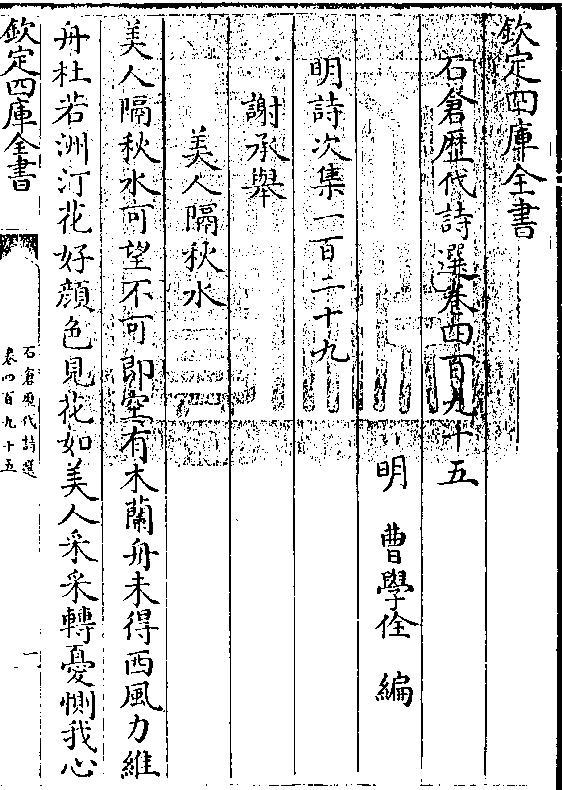 欽定四庫全書
石倉歴代詩選卷四百九十五
明　曹學佺　編
明詩次集一百二十九
謝承舉
美人隔秋水
美人隔秋水可望不可即空有木蘭舟未得西風力維
舟杜若洲汀花好顔色見花如美人采采轉憂惻我心
欽定四庫全書
石倉歴代詩選
卷四百九十五
一